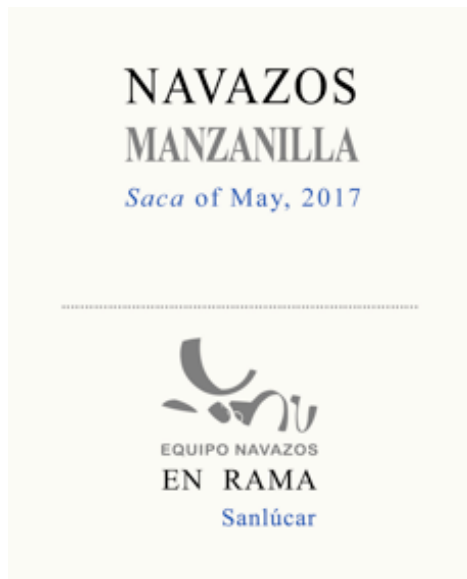 NAVAZOS
MANZANILLA
Saca of May, 2017
EQUIPO NAVAZOS
EN RAMA
Sanlúcar